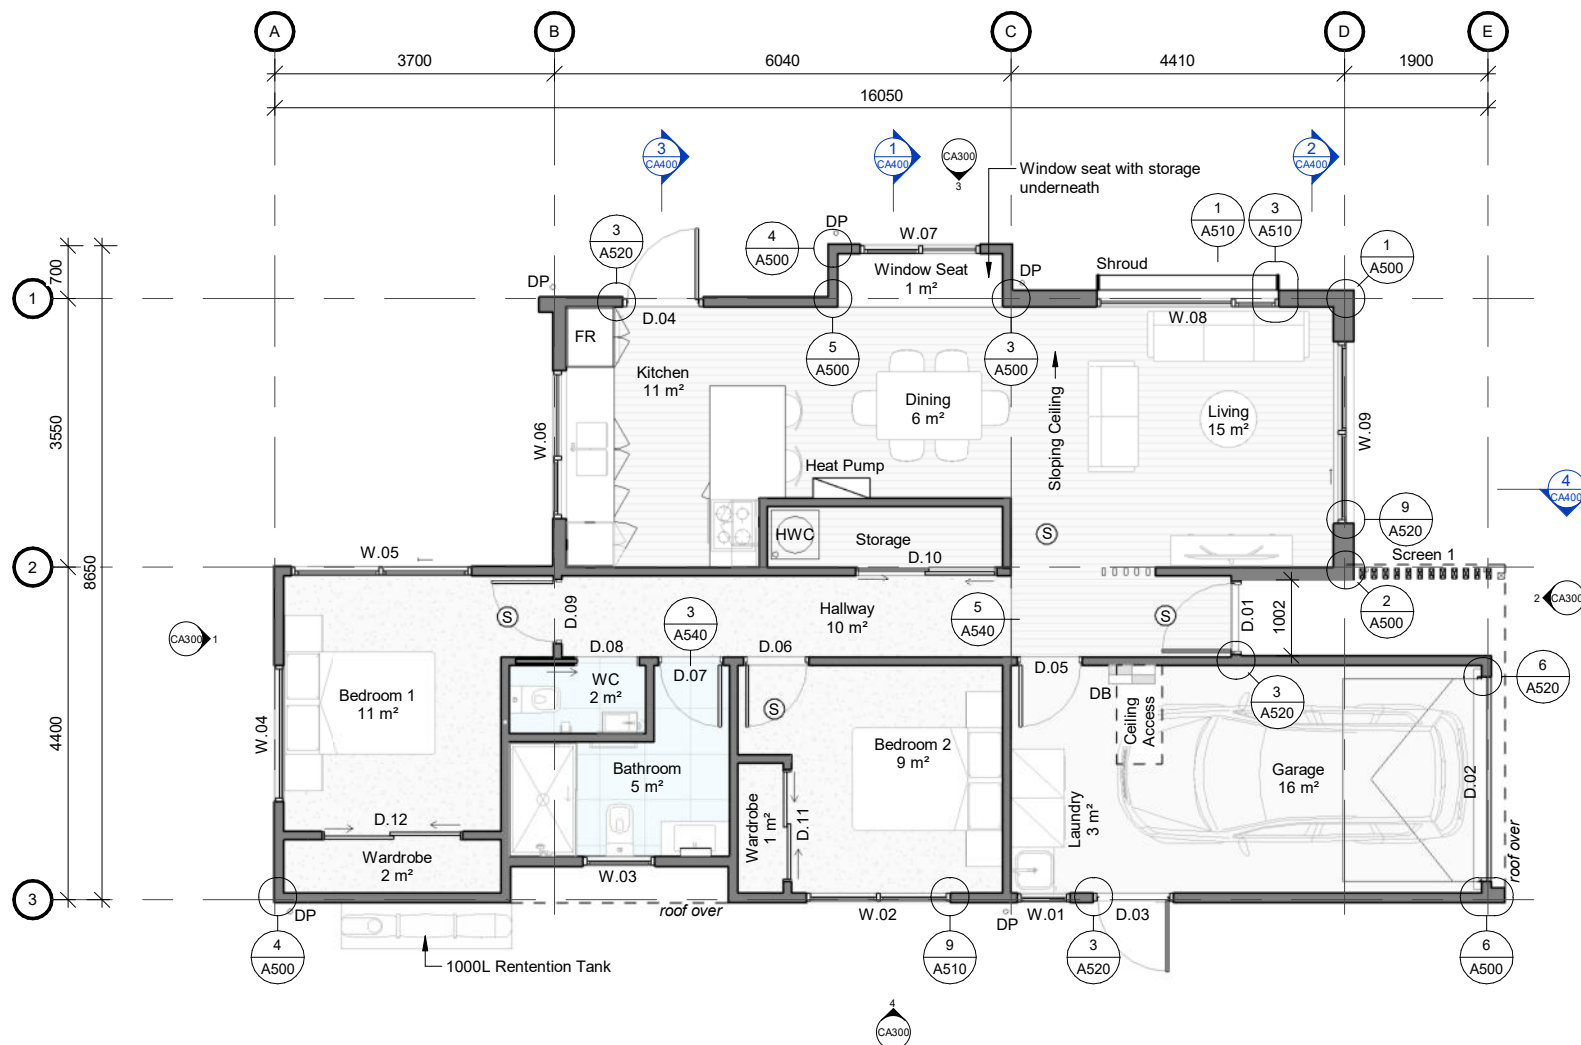 A
B
C
D
E
3700
6040
4410
1900
16050
3
CA400
1
CA400
CA300
3
2
CA400
Window seat with storage
underneath
700
3550
4400
8650
1
2
3
3
A520
4
A500
DP
W.07
1
A510
3
A510
1
A500
DP
DP
Window Seat
1 m²
Shroud
D.04
W.08
FR
Kitchen
11 m²
5
A500
3
A500
Dining
6 m²
Sloping Ceiling
Living
15 m²
W.06
W.09
Heat Pump
4
CA400
HWC
Storage
D.10
S
9
A520
Screen 1
W.05
S
D.09
3
A540
Hallway
10 m²
5
A540
S
D.01
1002
2
A500
2
CA300
CA300
1
D.08
D.07
D.06
D.05
WC
2 m²
DB
Ceiling
Access
3
A520
6
A520
Bedroom 1
11 m²
W.04
S
Bedroom 2
9 m²
Bathroom
5 m²
Garage
16 m²
D.02
D.12
Wardrobe
2 m²
Wardrobe
1 m²
D.11
Laundry
3 m²
roof over
W.03
roof over
W.02
W.01
D.03
DP
DP
4
A500
1000L Rentention Tank
9
A510
3
A520
6
A500
4
CA300